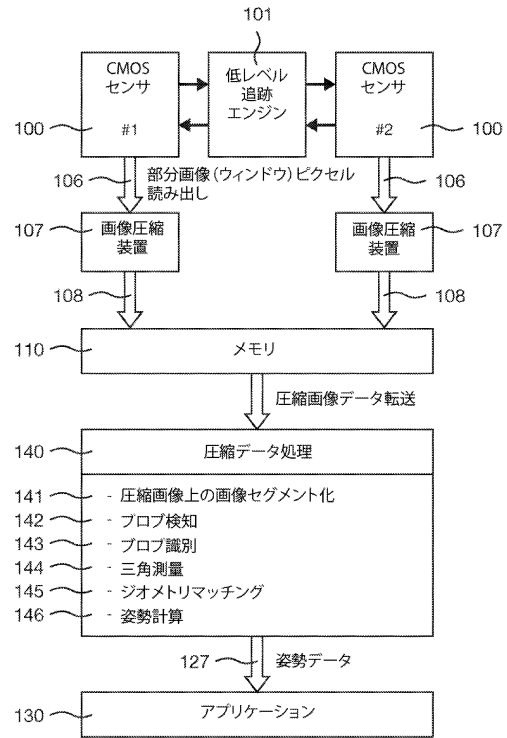 101
CMOS
センサ
#1
100
低レベル
追跡
エンジン
CMOS
センサ
#2
100
106
部分画像（ウィンドウ）ピクセル
読み出し
106
107
画像圧縮
装置
画像圧縮
装置
107
108
108
110
メモリ
圧縮画像データ転送
140
圧縮データ処理
141
- 圧縮画像上の画像セグメント化
142
- ブロブ検知
143
- ブロブ識別
144
- 三角測量
145
- ジオメトリマッチング
146
- 姿勢計算
127
姿勢データ
130
アプリケーション